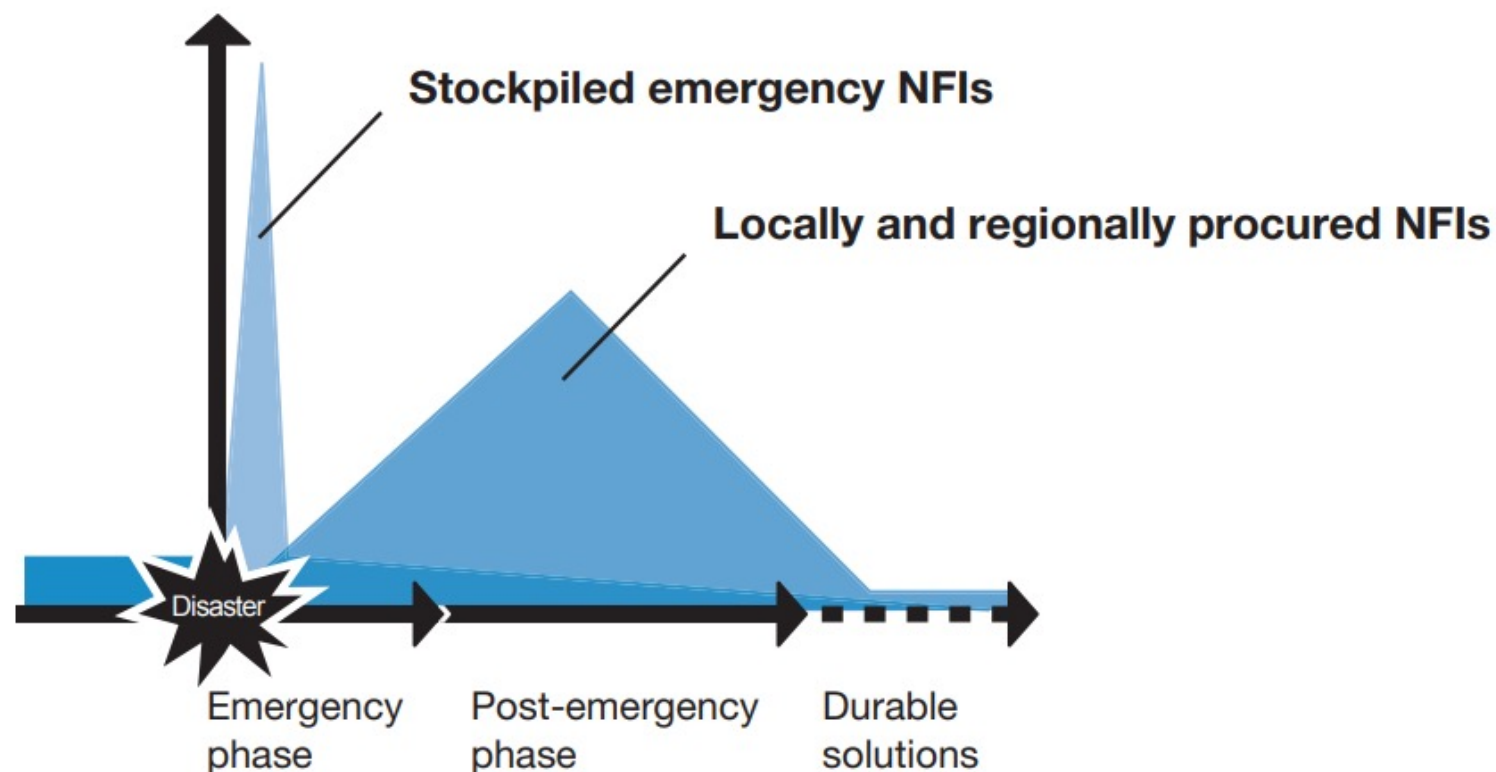 Stockpiled emergency NFIs
Locally and regionally procured NFIs
Disaster
Emergency
phase
Post-emergency
phase
Durable
solutions